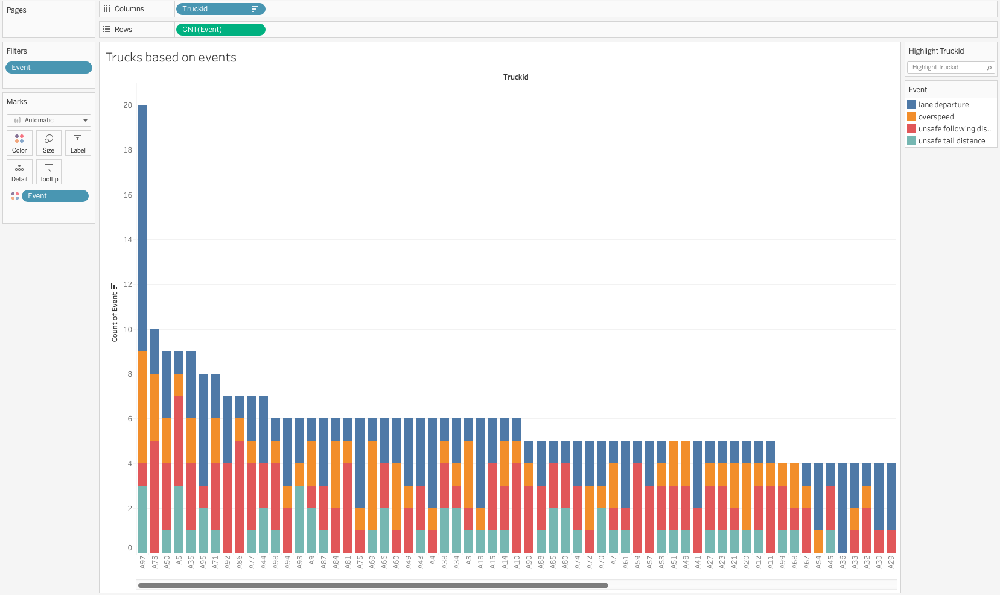 Pages
Columns
Truckid
Rows
CNT(Event)
Filters
Event
Marks
Automatic
Color
Size
Label
Detail
Tooltip
Event
Trucks based on events
Truckid
Count of Event
20
18
16
14
12
10
8
6
4
2
0
A97 A73 A50 A5 A35 A95 A71 A92 A86 A77 A44 A98 A94 A93 A9 A87 A84 A81 A75 A69 A66 A60 A49 A43 A4 A38 A34 A3 A18 A15 A14 A10 A90 A88 A85 A80 A74 A72 A70 A7 A61 A59 A57 A53 A51 A48 A41 A27 A23 A21 A20 A12 A11 A99 A68 A67 A54 A45 A36 A33 A32 A30 A29
Highlight Truckid
Highlight Truckid
Event
lane departure
overspeed
unsafe following dis..
unsafe tail distance